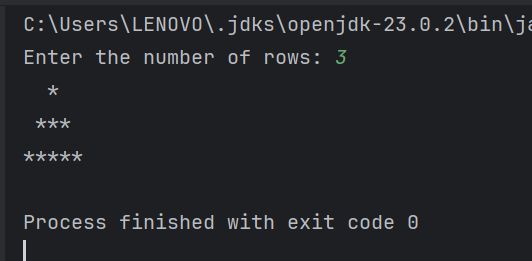 C:\Users\LENOVO\.jdks\openjdk-23.0.2\bin\ja
Enter the number of rows: 3
  *
 ***
*****
Process finished with exit code 0